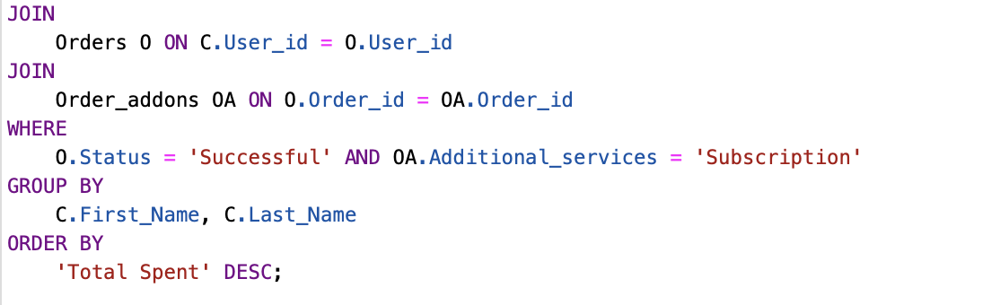 JOIN
    Orders O ON C.User_id = O.User_id
JOIN
    Order_addons OA ON O.Order_id = OA.Order_id
WHERE
    O.Status = 'Successful' AND OA.Additional_services = 'Subscription'
GROUP BY
    C.First_Name, C.Last_Name
ORDER BY
    'Total Spent' DESC;